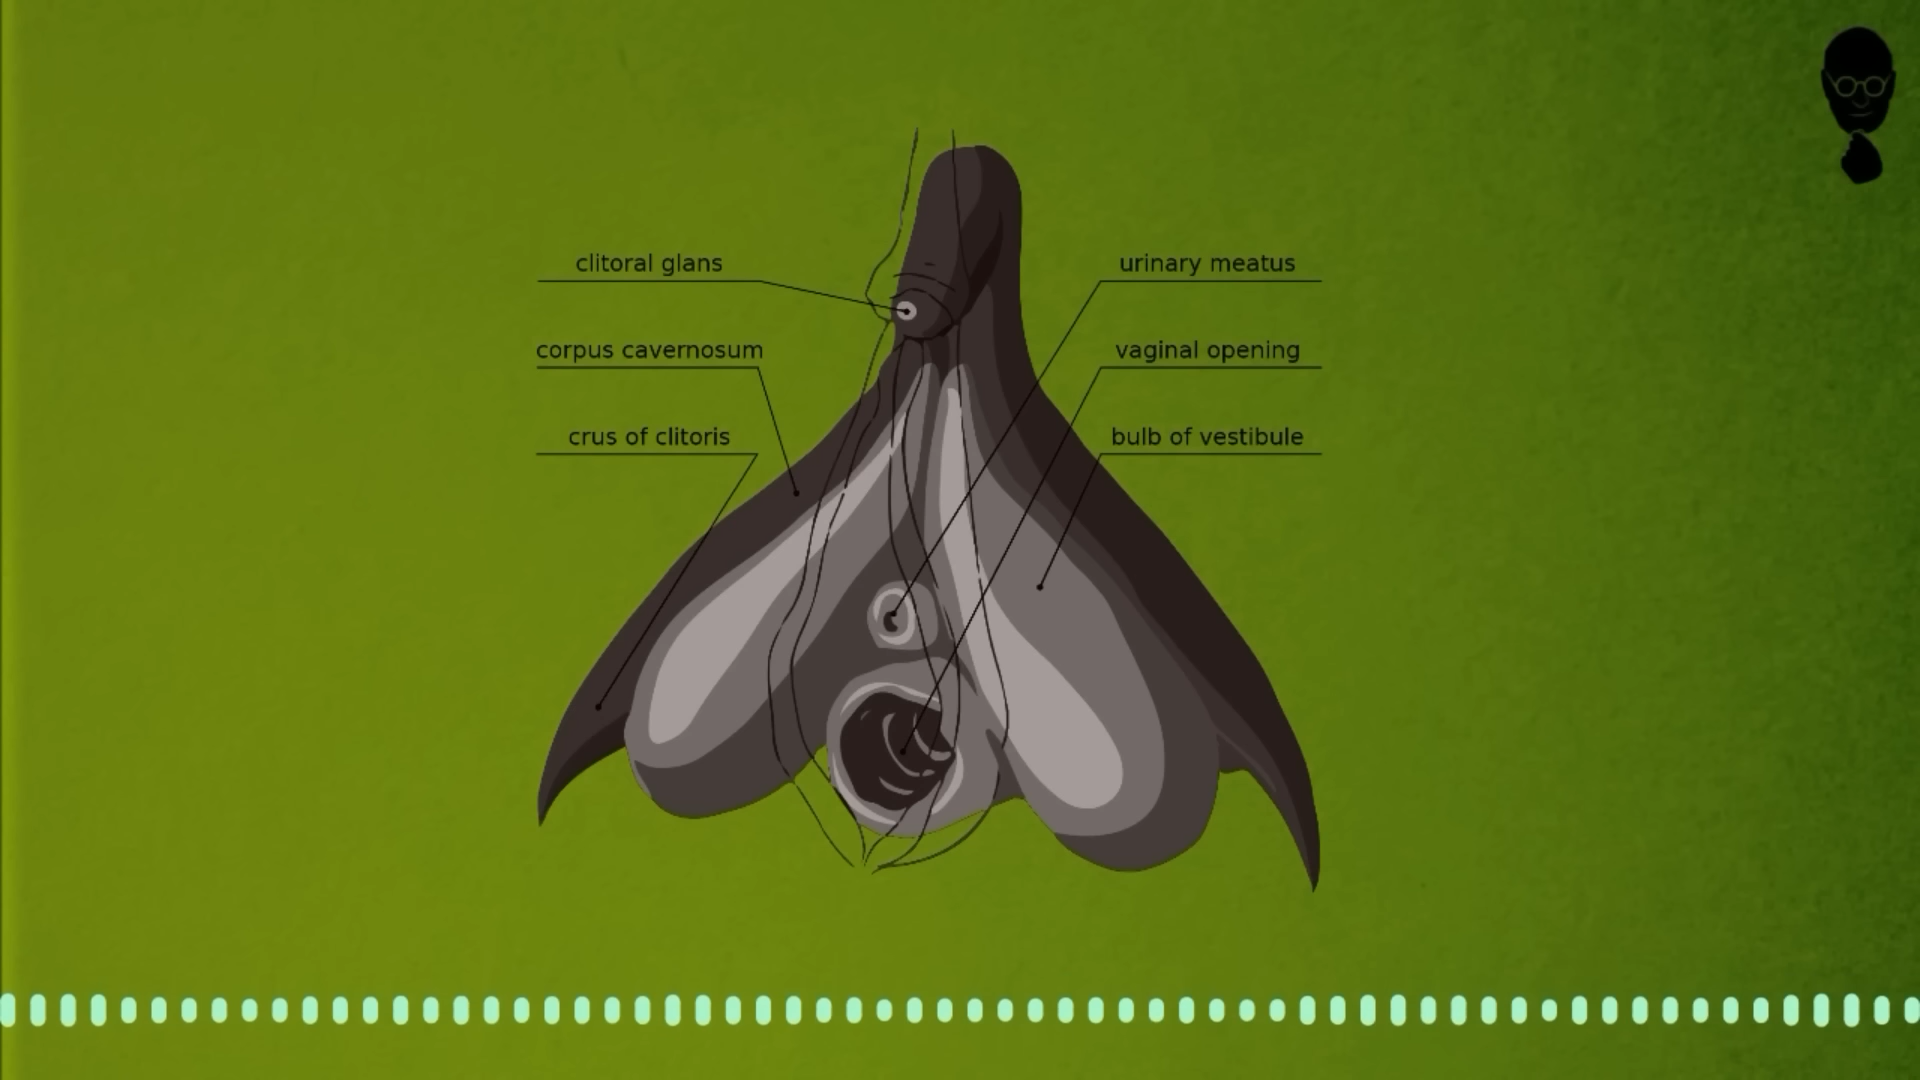 clitoral glans
corpus cavernosum
crus of clitoris
urinary meatus
vaginal opening
bulb of vestibule